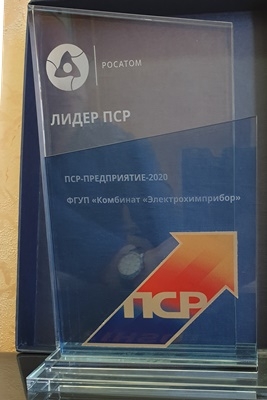 РОСАТОМ
ЛИДЕР ПСР
ПСР-ПРЕДПРИЯТИЕ-2020
ФГУП «Комбинат «Электрохимприбор»
ПСР